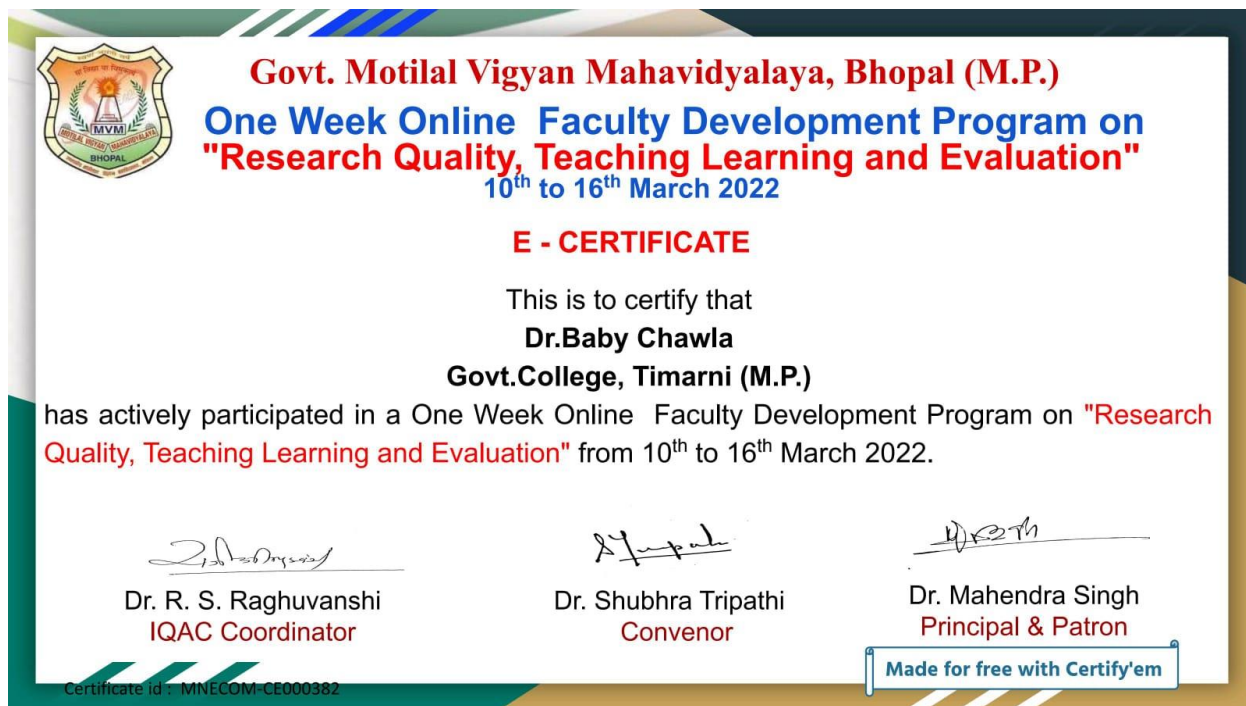 Govt. Motilal Vigyan Mahavidyalaya, Bhopal (M.P.)
One Week Online Faculty Development Program on
"Research Quality, Teaching Learning and Evaluation"
10th to 16th March 2022
MVM
MOTILAL VIGYAN MAHAVIDYALAYA
BHOPAL
E - CERTIFICATE
This is to certify that
Dr.Baby Chawla
Govt.College, Timarni (M.P.)
has actively participated in a One Week Online Faculty Development Program on "Research
Quality, Teaching Learning and Evaluation" from 10th to 16th March 2022.
Dr. R. S. Raghuvanshi
IQAC Coordinator
Dr. Shubhra Tripathi
Convenor
Dr. Mahendra Singh
Principal & Patron
Made for free with Certify'em
Certificate id : MNECOM-CE000382